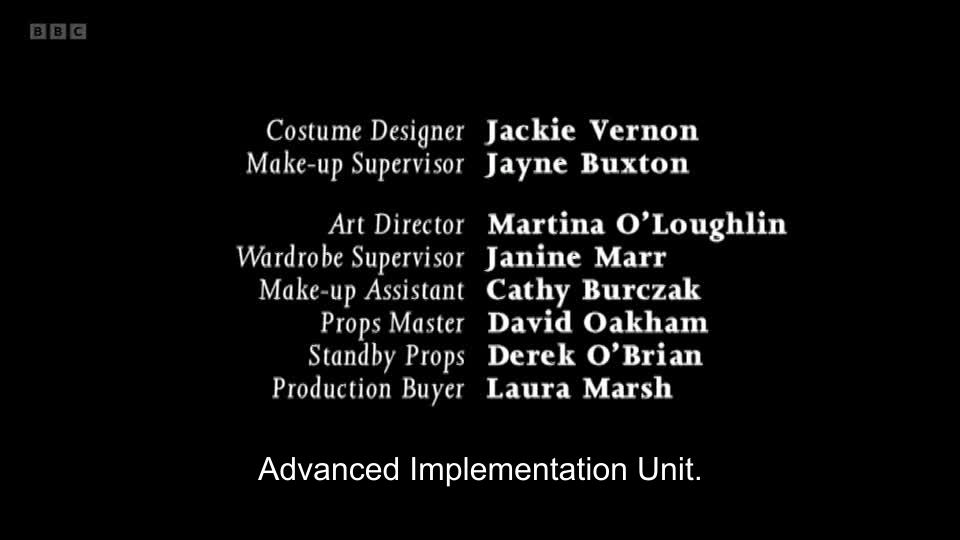 BBC
Costume Designer Jackie Vernon
Make-up Supervisor Jayne Buxton
Art Director Martina O'Loughlin
Wardrobe Supervisor Janine Marr
Make-up Assistant Cathy Burczak
Props Master David Oakham
Standby Props Derek O'Brian
Production Buyer Laura Marsh
Advanced Implementation Unit.